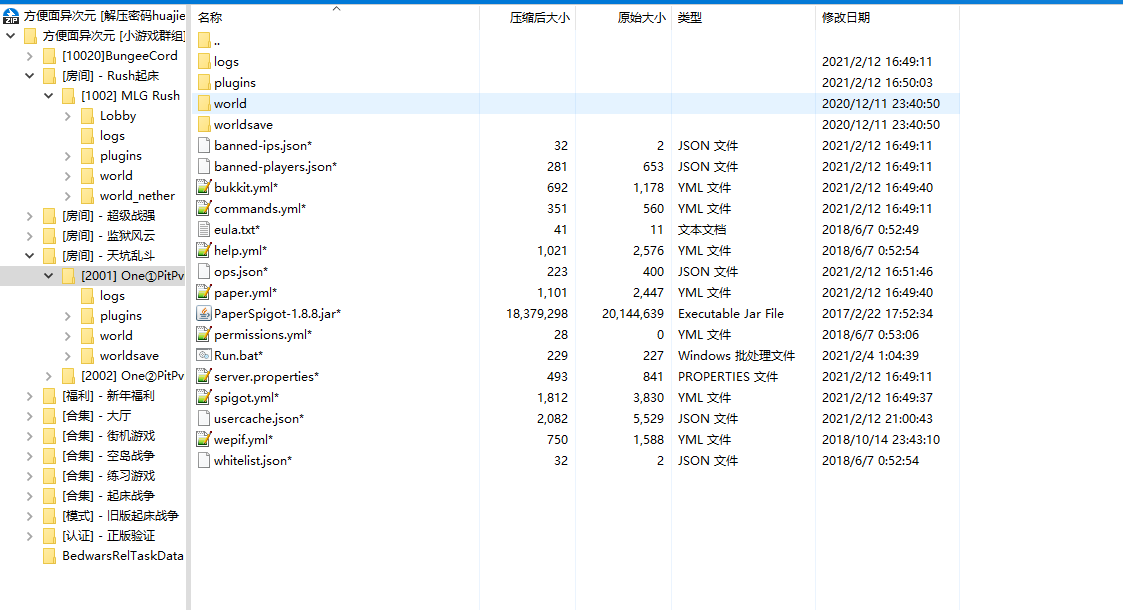 方便面异次元 [解压密码huajie
方便面异次元 [小游戏群组]
[10020]BungeeCord
[房间] - Rush起床
[1002] MLG Rush
Lobby
logs
plugins
world
world_nether
[房间] - 超级战强
[房间] - 监狱风云
[房间] - 天坑乱斗
[2001] One①PitPv
logs
plugins
world
worldsave
[2002] One②PitPv
[福利] - 新年福利
[合集] - 大厅
[合集] - 街机游戏
[合集] - 空岛战争
[合集] - 练习游戏
[合集] - 起床战争
[模式] - 旧版起床战争
[认证] - 正版验证
BedwarsRelTaskData
名称 压缩后大小 原始大小 类型 修改日期
..
logs 2021/2/12 16:49:11
plugins 2021/2/12 16:50:03
world 2020/12/11 23:40:50
worldsave 2020/12/11 23:40:50
banned-ips.json* 32 2 JSON 文件 2021/2/12 16:49:11
banned-players.json* 281 653 JSON 文件 2021/2/12 16:49:11
bukkit.yml* 692 1,178 YML 文件 2021/2/12 16:49:40
commands.yml* 351 560 YML 文件 2021/2/12 16:49:11
eula.txt* 41 11 文本文档 2018/6/7 0:52:49
help.yml* 1,021 2,576 YML 文件 2018/6/7 0:52:54
ops.json* 223 400 JSON 文件 2021/2/12 16:51:46
paper.yml* 1,101 2,447 YML 文件 2021/2/12 16:49:40
PaperSpigot-1.8.8.jar* 18,379,298 20,144,639 Executable Jar File 2017/2/22 17:52:34
permissions.yml* 28 0 YML 文件 2018/6/7 0:53:06
Run.bat* 229 227 Windows 批处理文件 2021/2/4 1:04:39
server.properties* 493 841 PROPERTIES 文件 2021/2/12 16:49:11
spigot.yml* 1,812 3,830 YML 文件 2021/2/12 16:49:37
usercache.json* 2,082 5,529 JSON 文件 2021/2/12 21:00:43
wepif.yml* 750 1,588 YML 文件 2018/10/14 23:43:10
whitelist.json* 32 2 JSON 文件 2018/6/7 0:52:54